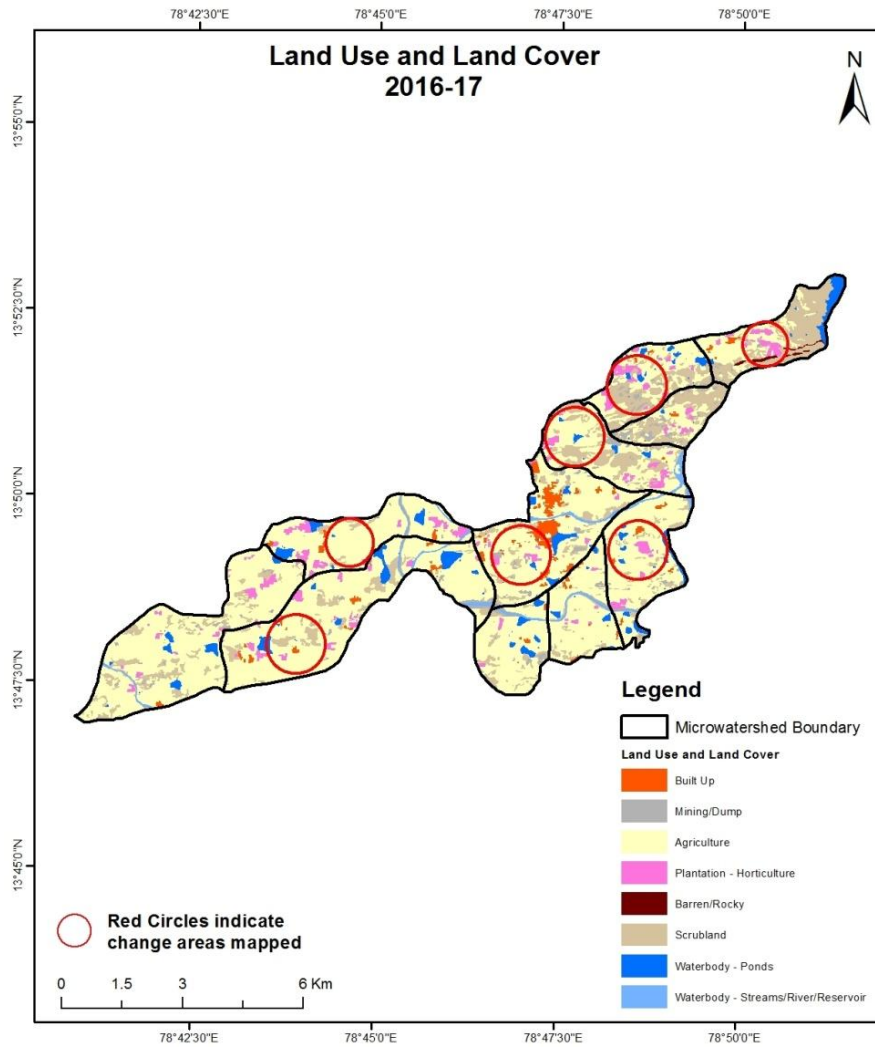 78°42'30"E
78°45'0"E
78°47'30"E
78°50'0"E
Land Use and Land Cover
2016-17
N
13°55'0"N
13°52'30"N
13°50'0"N
13°47'30"N
13°45'0"N
Legend
Microwatershed Boundary
Land Use and Land Cover
Built Up
Mining/Dump
Agriculture
Plantation - Horticulture
Barren/Rocky
Scrubland
Waterbody - Ponds
Waterbody - Streams/River/Reservoir
Red Circles indicate
change areas mapped
0 1.5 3 6 Km
78°42'30"E
78°45'0"E
78°47'30"E
78°50'0"E